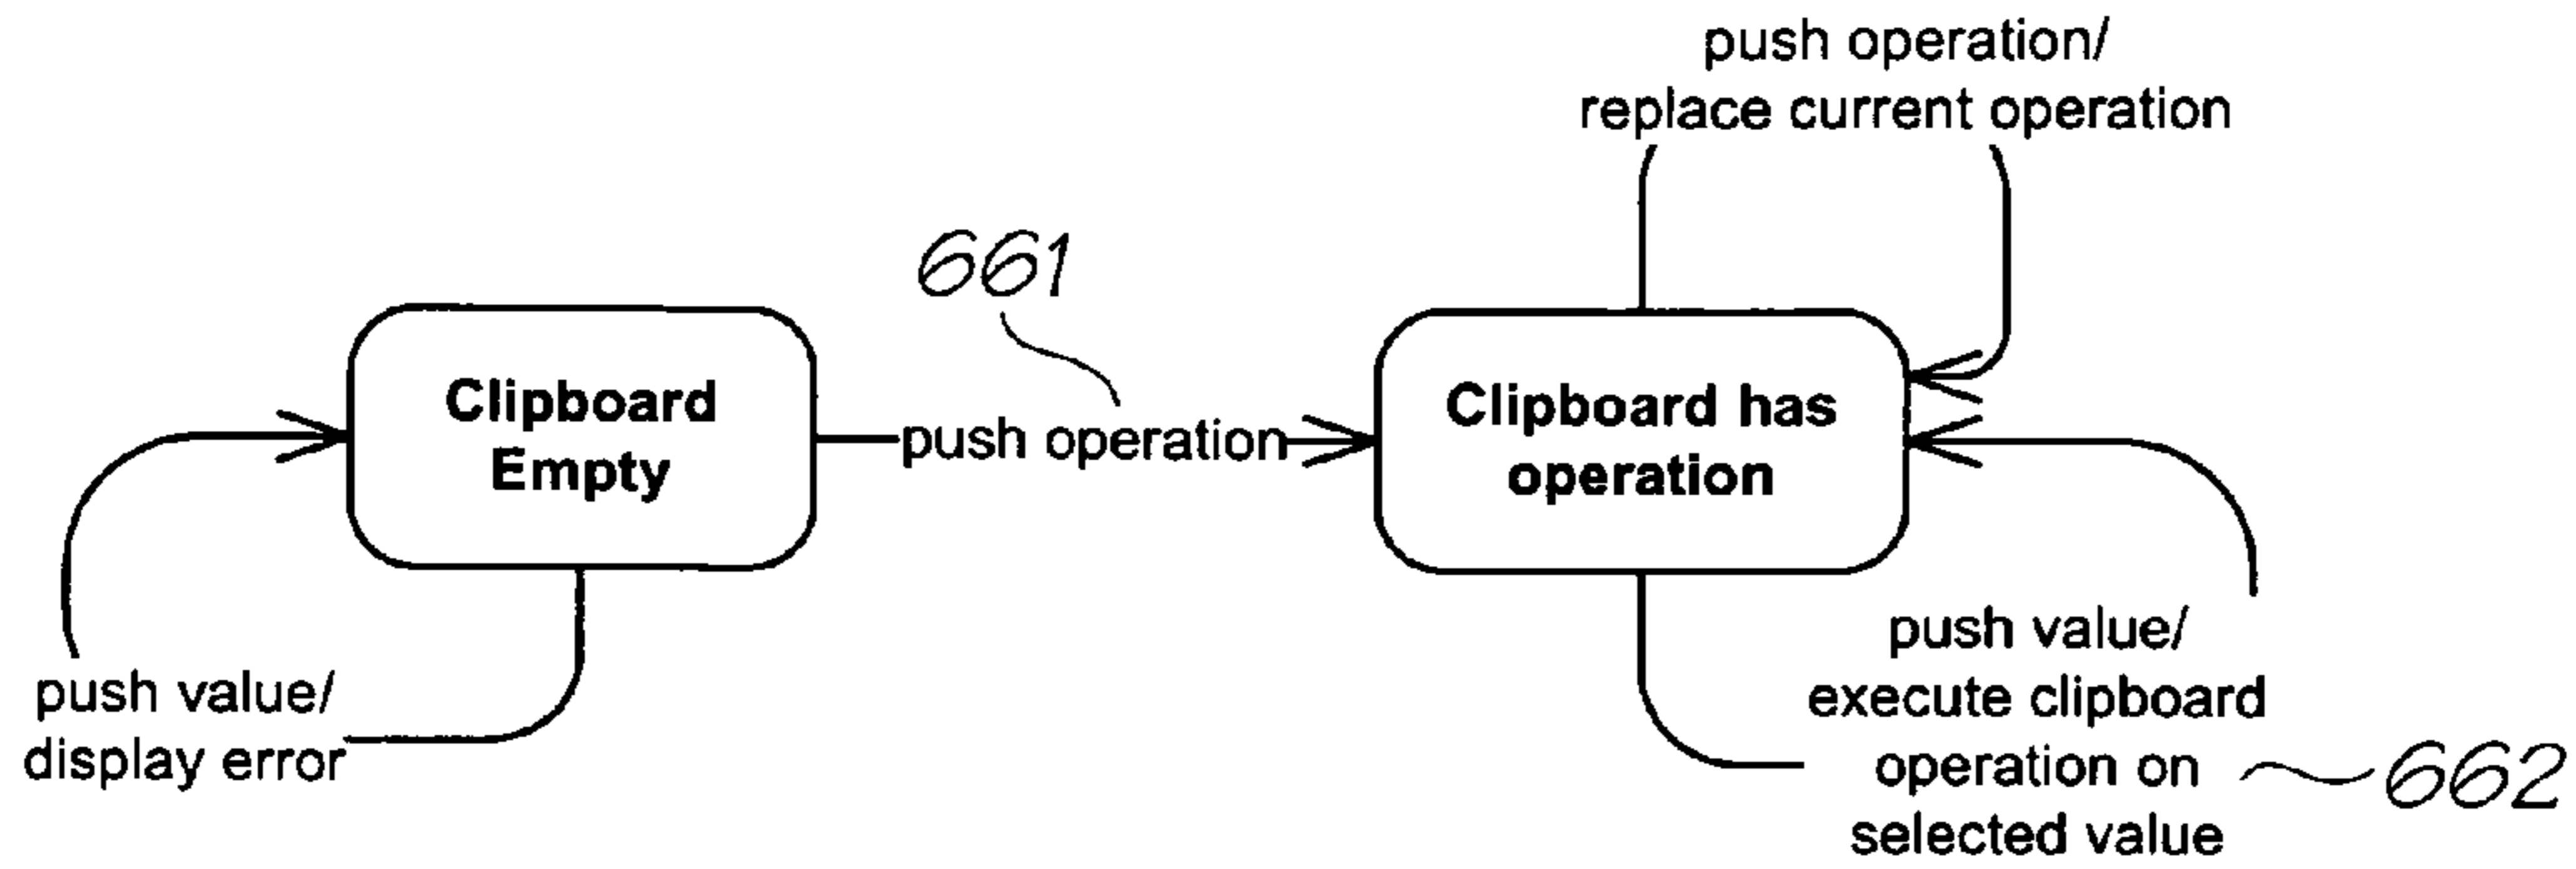 push operation/
replace current operation
661
Clipboard
Empty
push operation
Clipboard has
operation
push value/
display error
push value/
execute clipboard
operation on
selected value
662